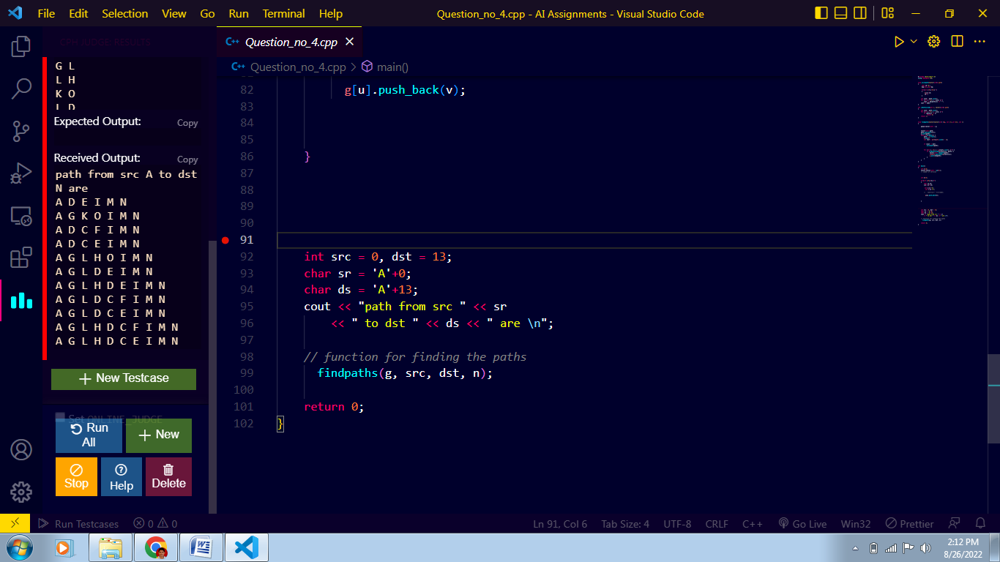 File Edit Selection View Go Run Terminal Help Question_no_4.cpp - AI Assignments - Visual Studio Code
C++ Question_no_4.cpp
C++ Question_no_4.cpp > main()
G L
L H
K O
Expected Output: Copy
Received Output: Copy
path from src A to dst
N are
A D E I M N
A G K O I M N
A D C F I M N
A D C E I M N
A G L H O I M N
A G L D E I M N
A G L H D E I M N
A G L D C F I M N
A G L D C E I M N
A G L H D C F I M N
A G L H D C E I M N
+ New Testcase
Set ONLINE_JUDGE
Run
All
+ New
Stop
Help
Delete
82 g[u].push_back(v);
83
84
85
86 }
87
88
89
90
91
92 int src = 0, dst = 13;
93 char sr = 'A'+0;
94 char ds = 'A'+13;
95 cout << "path from src " << sr
96 << " to dst " << ds << " are \n";
97
98 // function for finding the paths
99 findpaths(g, src, dst, n);
100
101 return 0;
102 }
Run Testcases 0 0 Ln 91, Col 6 Tab Size: 4 UTF-8 CRLF C++ Go Live Win32 Prettier
2:12 PM
8/26/2022